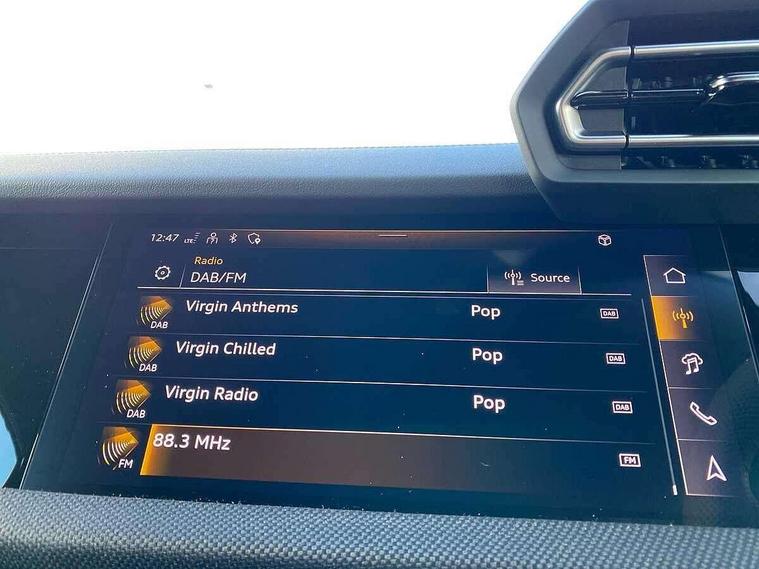 12:47 LTE
Radio
DAB/FM
Source
DAB Virgin Anthems Pop DAB
DAB Virgin Chilled Pop DAB
DAB Virgin Radio Pop DAB
FM 88.3 MHz FM